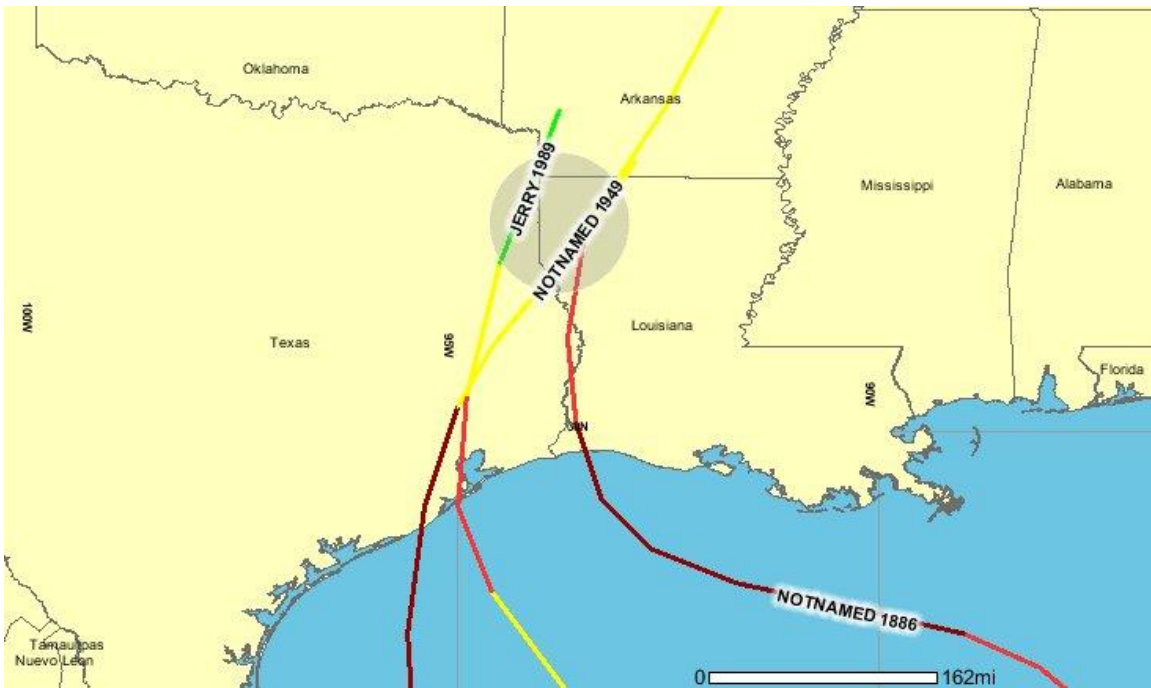 Oklahoma
Arkansas
JERRY 1989
NOTNAMED 1949
Mississippi
Alabama
100W
Texas
95W
Louisiana
90W
Florida
NOTNAMED 1886
Tamaulipas
Nuevo Leon
0 162mi